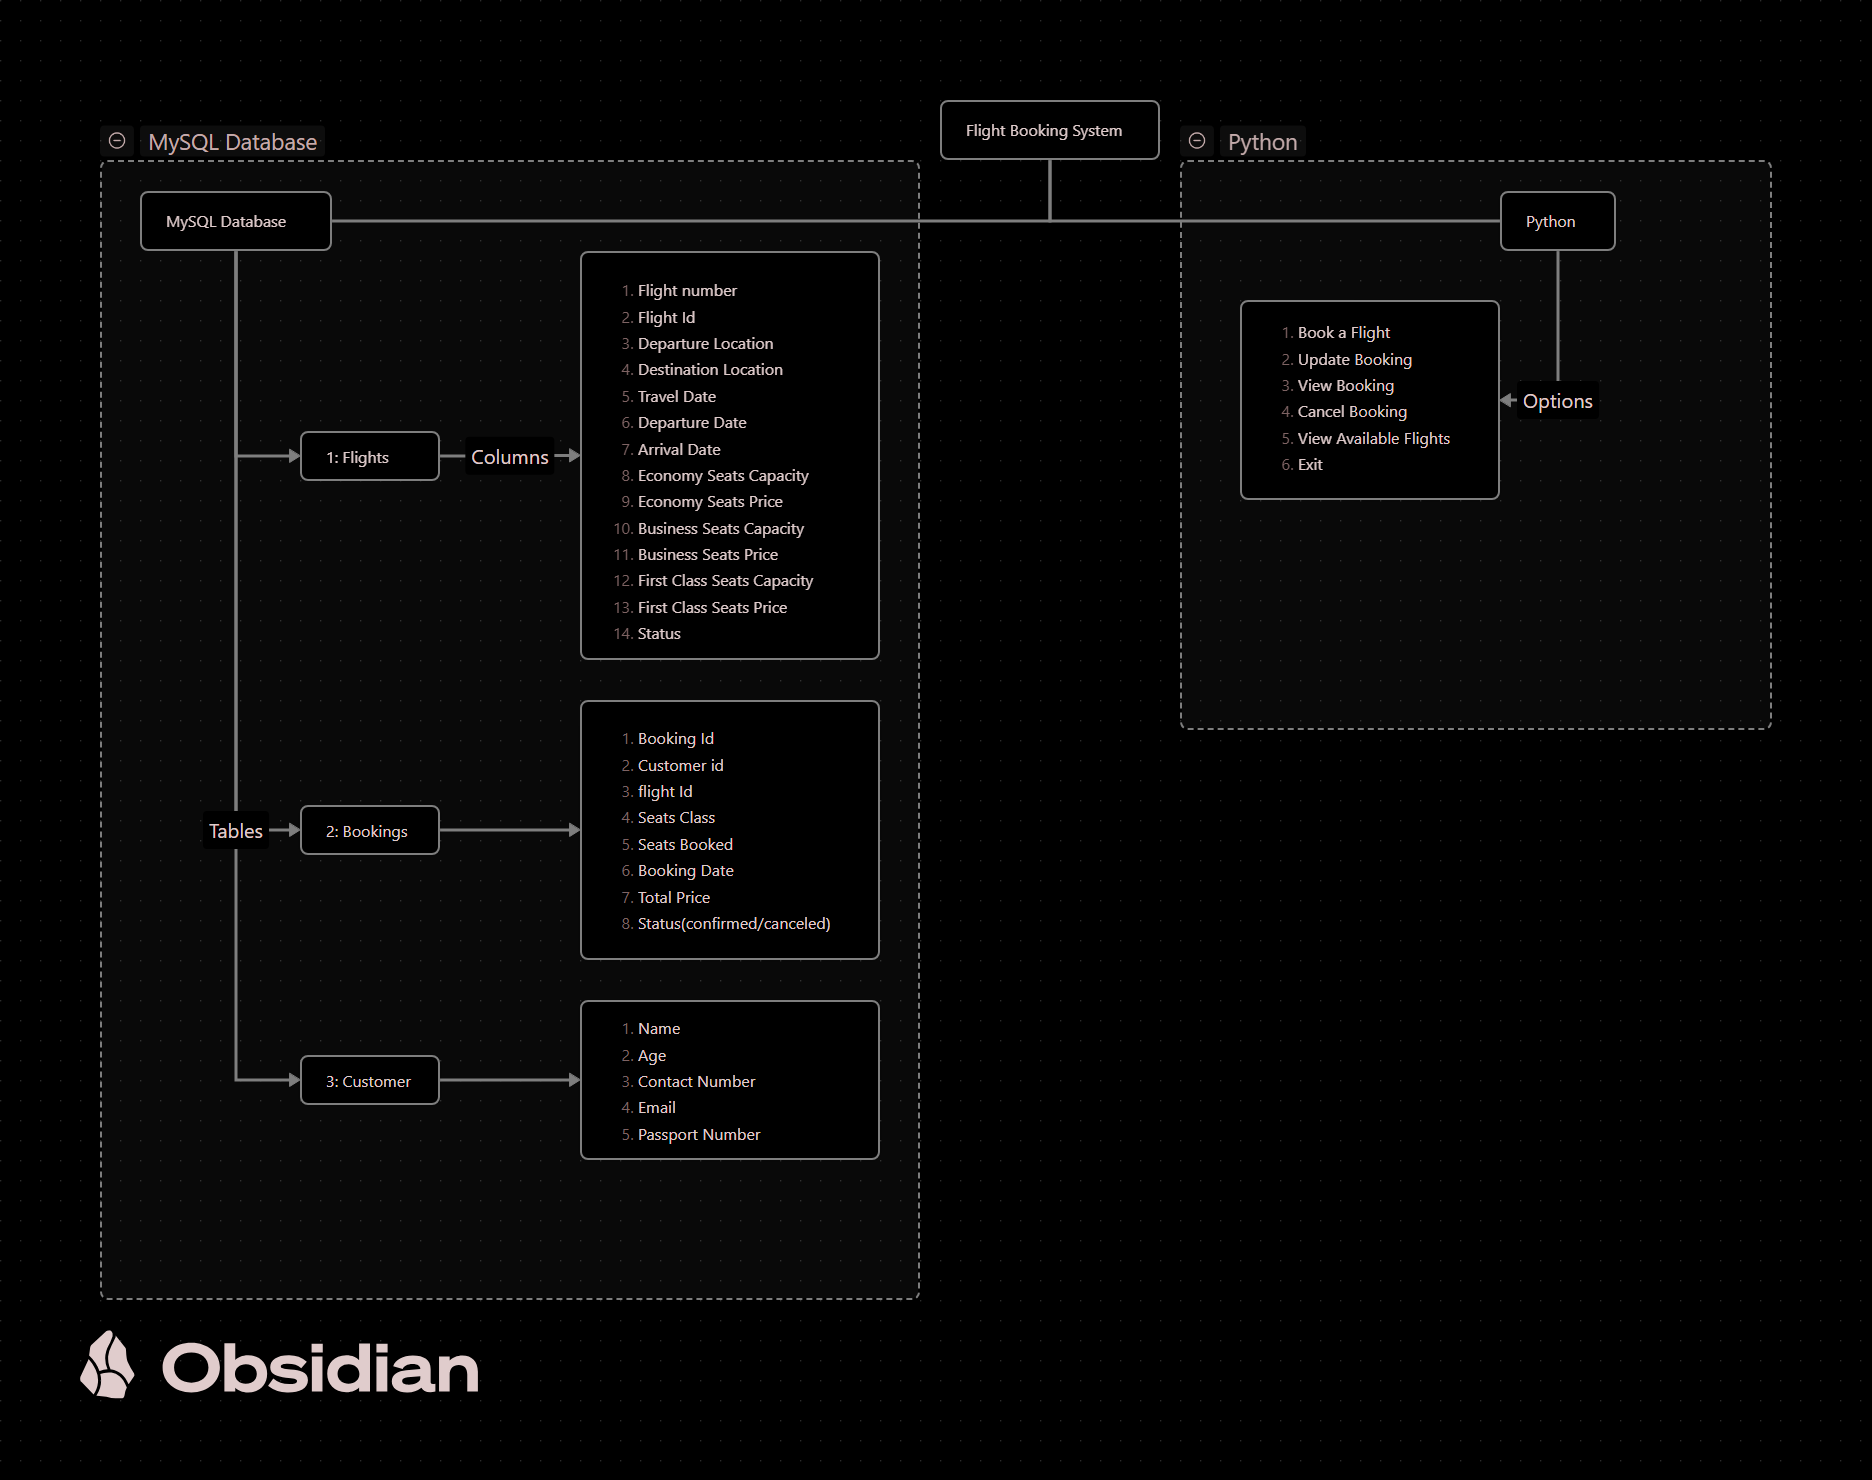 Flight Booking System
MySQL Database
MySQL Database
1: Flights
Columns
1. Flight number
2. Flight Id
3. Departure Location
4. Destination Location
5. Travel Date
6. Departure Date
7. Arrival Date
8. Economy Seats Capacity
9. Economy Seats Price
10. Business Seats Capacity
11. Business Seats Price
12. First Class Seats Capacity
13. First Class Seats Price
14. Status
Tables
2: Bookings
1. Booking Id
2. Customer id
3. flight Id
4. Seats Class
5. Seats Booked
6. Booking Date
7. Total Price
8. Status(confirmed/canceled)
3: Customer
1. Name
2. Age
3. Contact Number
4. Email
5. Passport Number
Python
Python
Options
1. Book a Flight
2. Update Booking
3. View Booking
4. Cancel Booking
5. View Available Flights
6. Exit
Obsidian